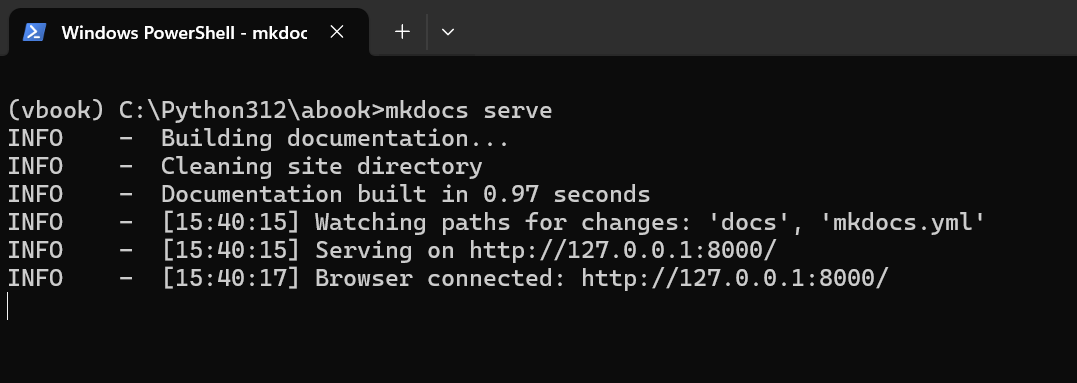 Windows PowerShell - mkdoc
(vbook) C:\Python312\abook>mkdocs serve
INFO    -  Building documentation...
INFO    -  Cleaning site directory
INFO    -  Documentation built in 0.97 seconds
INFO    -  [15:40:15] Watching paths for changes: 'docs', 'mkdocs.yml'
INFO    -  [15:40:15] Serving on http://127.0.0.1:8000/
INFO    -  [15:40:17] Browser connected: http://127.0.0.1:8000/